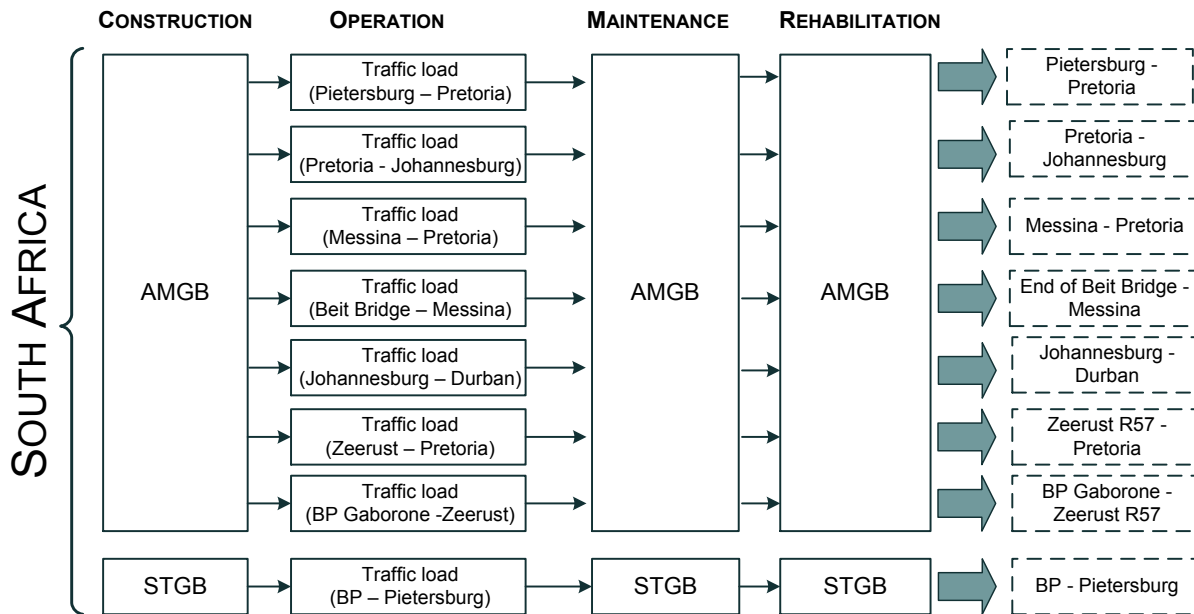 CONSTRUCTION OPERATION MAINTENANCE REHABILITATION
SOUTH AFRICA
AMGB
Traffic load
(Pietersburg – Pretoria)
Traffic load
(Pretoria - Johannesburg)
Traffic load
(Messina – Pretoria)
Traffic load
(Beit Bridge – Messina)
Traffic load
(Johannesburg – Durban)
Traffic load
(Zeerust – Pretoria)
Traffic load
(BP Gaborone -Zeerust)
AMGB
AMGB
Pietersburg -
Pretoria
Pretoria -
Johannesburg
Messina - Pretoria
End of Beit Bridge -
Messina
Johannesburg -
Durban
Zeerust R57 -
Pretoria
BP Gaborone -
Zeerust R57
STGB
Traffic load
(BP – Pietersburg)
STGB
STGB
BP - Pietersburg